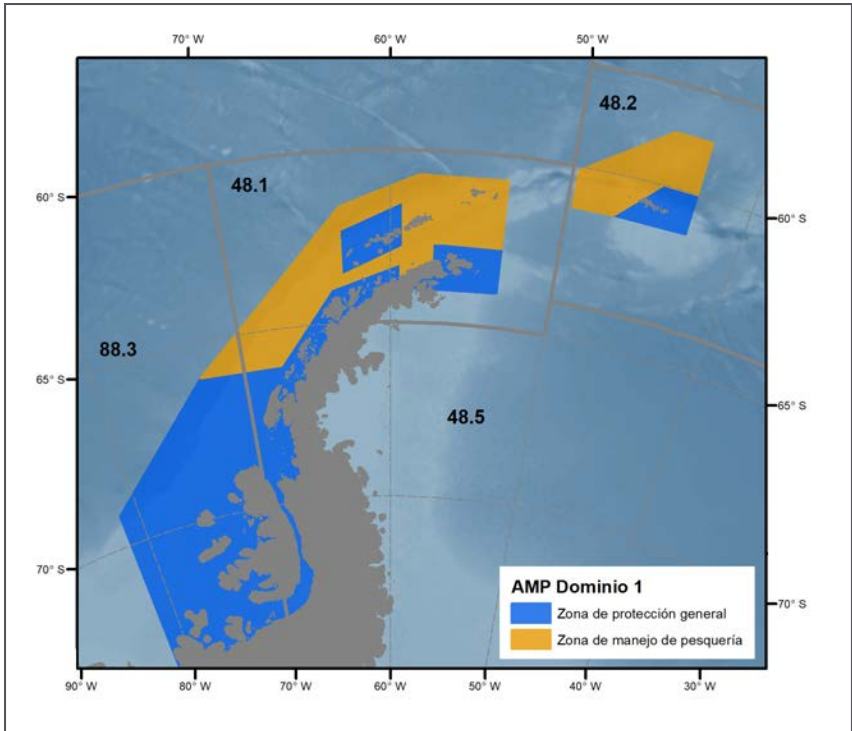 70° W 60° W 50° W
48.2
48.1
60° S
60° S
88.3
65° S
65° S
48.5
70° S
70° S
AMP Dominio 1
Zona de protección general
Zona de manejo de pesquería
90° W 80° W 70° W 60° W 50° W 40° W 30° W